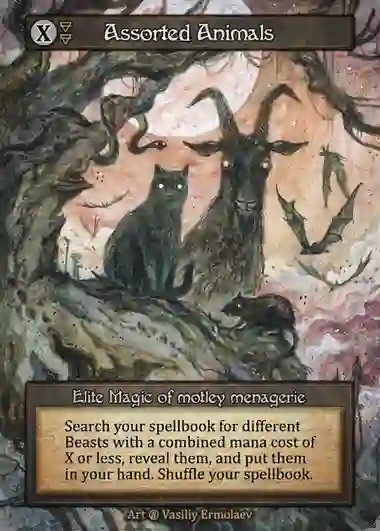 X
Assorted Animals
Elite Magic of motley menagerie
Search your spellbook for different
Beasts with a combined mana cost of
X or less, reveal them, and put them
in your hand. Shuffle your spellbook.
Art @ Vasiliy Ermolaev